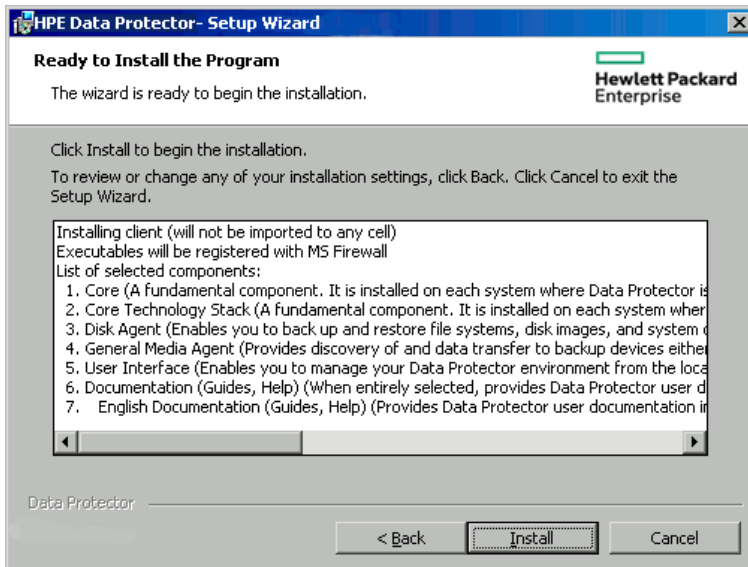 HPE Data Protector- Setup Wizard
Ready to Install the Program
The wizard is ready to begin the installation.
Hewlett Packard
Enterprise
Click Install to begin the installation.
To review or change any of your installation settings, click Back. Click Cancel to exit the
Setup Wizard.
Installing client (will not be imported to any cell)
Executables will be registered with MS Firewall
List of selected components:
1. Core (A fundamental component. It is installed on each system where Data Protector is
2. Core Technology Stack (A fundamental component. It is installed on each system wher
3. Disk Agent (Enables you to back up and restore file systems, disk images, and system
4. General Media Agent (Provides discovery of and data transfer to backup devices either
5. User Interface (Enables you to manage your Data Protector environment from the loca
6. Documentation (Guides, Help) (When entirely selected, provides Data Protector user d
7. English Documentation (Guides, Help) (Provides Data Protector user documentation in
Data Protector
< Back
Install
Cancel